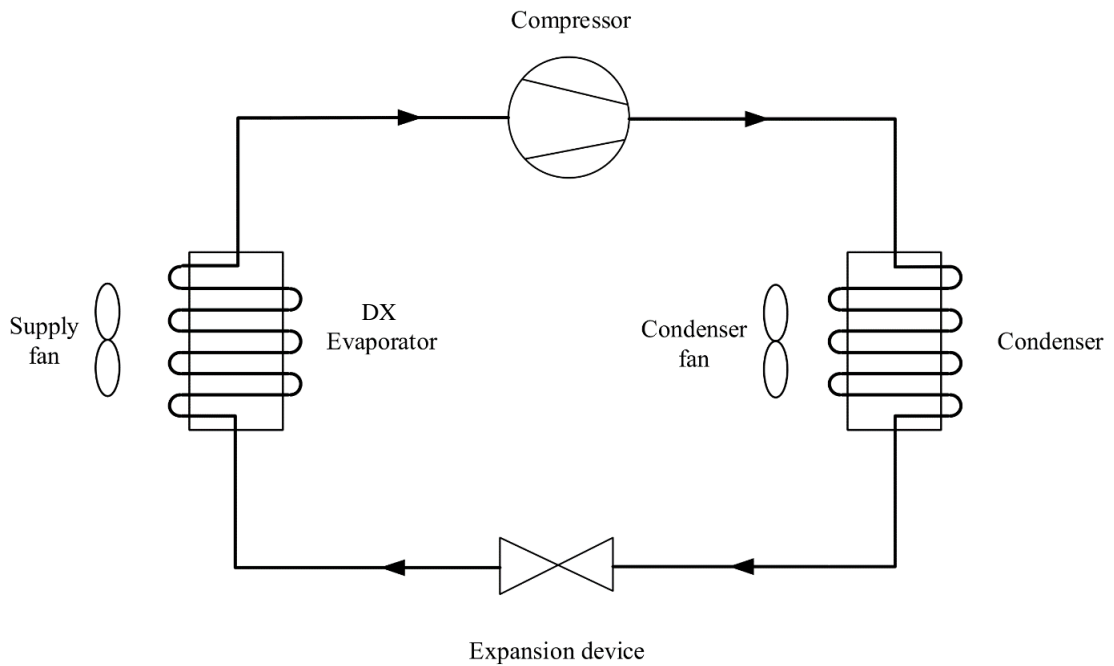 Compressor
Supply
fan
DX
Evaporator
Condenser
fan
Condenser
Expansion device